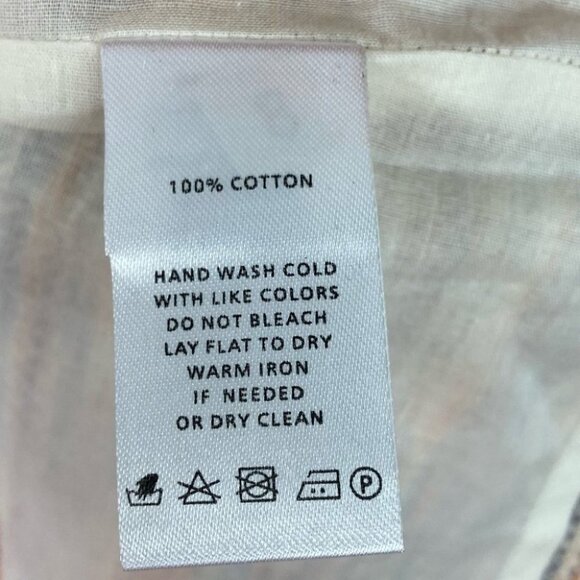 100% COTTON
HAND WASH COLD
WITH LIKE COLORS
DO NOT BLEACH
LAY FLAT TO DRY
WARM IRON
IF NEEDED
OR DRY CLEAN
P